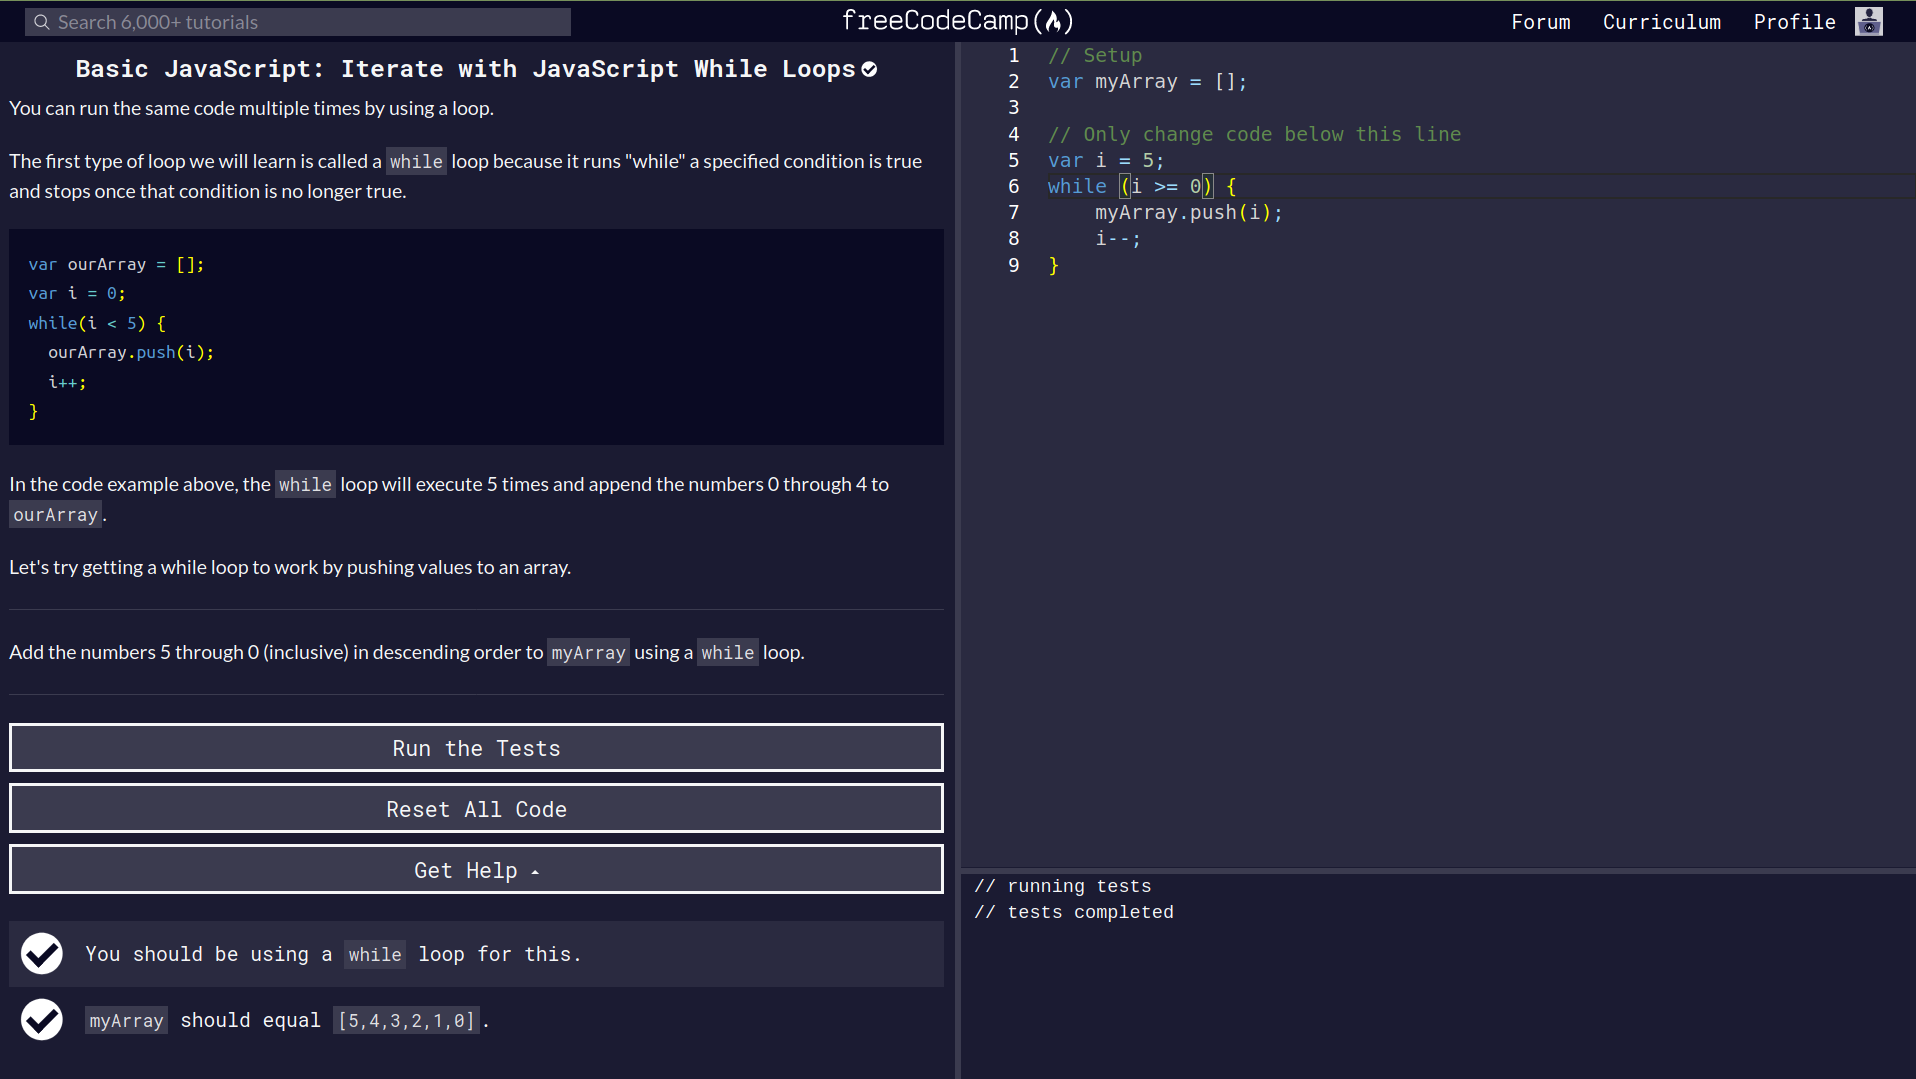 Search 6,000+ tutorials
freeCodeCamp
Forum Curriculum Profile
Basic JavaScript: Iterate with JavaScript While Loops
You can run the same code multiple times by using a loop.
The first type of loop we will learn is called a while loop because it runs "while" a specified condition is true
and stops once that condition is no longer true.
var ourArray = [];
var i = 0;
while(i < 5) {
  ourArray.push(i);
  i++;
}
In the code example above, the while loop will execute 5 times and append the numbers 0 through 4 to
ourArray.
Let's try getting a while loop to work by pushing values to an array.
Add the numbers 5 through 0 (inclusive) in descending order to myArray using a while loop.
Run the Tests
Reset All Code
Get Help
You should be using a while loop for this.
myArray should equal [5,4,3,2,1,0].
1 // Setup
2 var myArray = [];
3
4 // Only change code below this line
5 var i = 5;
6 while (i >= 0) {
7     myArray.push(i);
8     i--;
9 }
// running tests
// tests completed